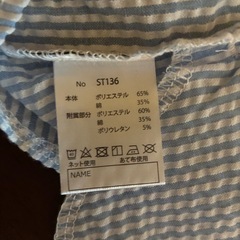 No ST136
本体 ポリエステル 65%
綿 35%
附属部分 ポリエステル 60%
綿 35%
ポリウレタン 5%
ネット使用 あて布使用
NAME